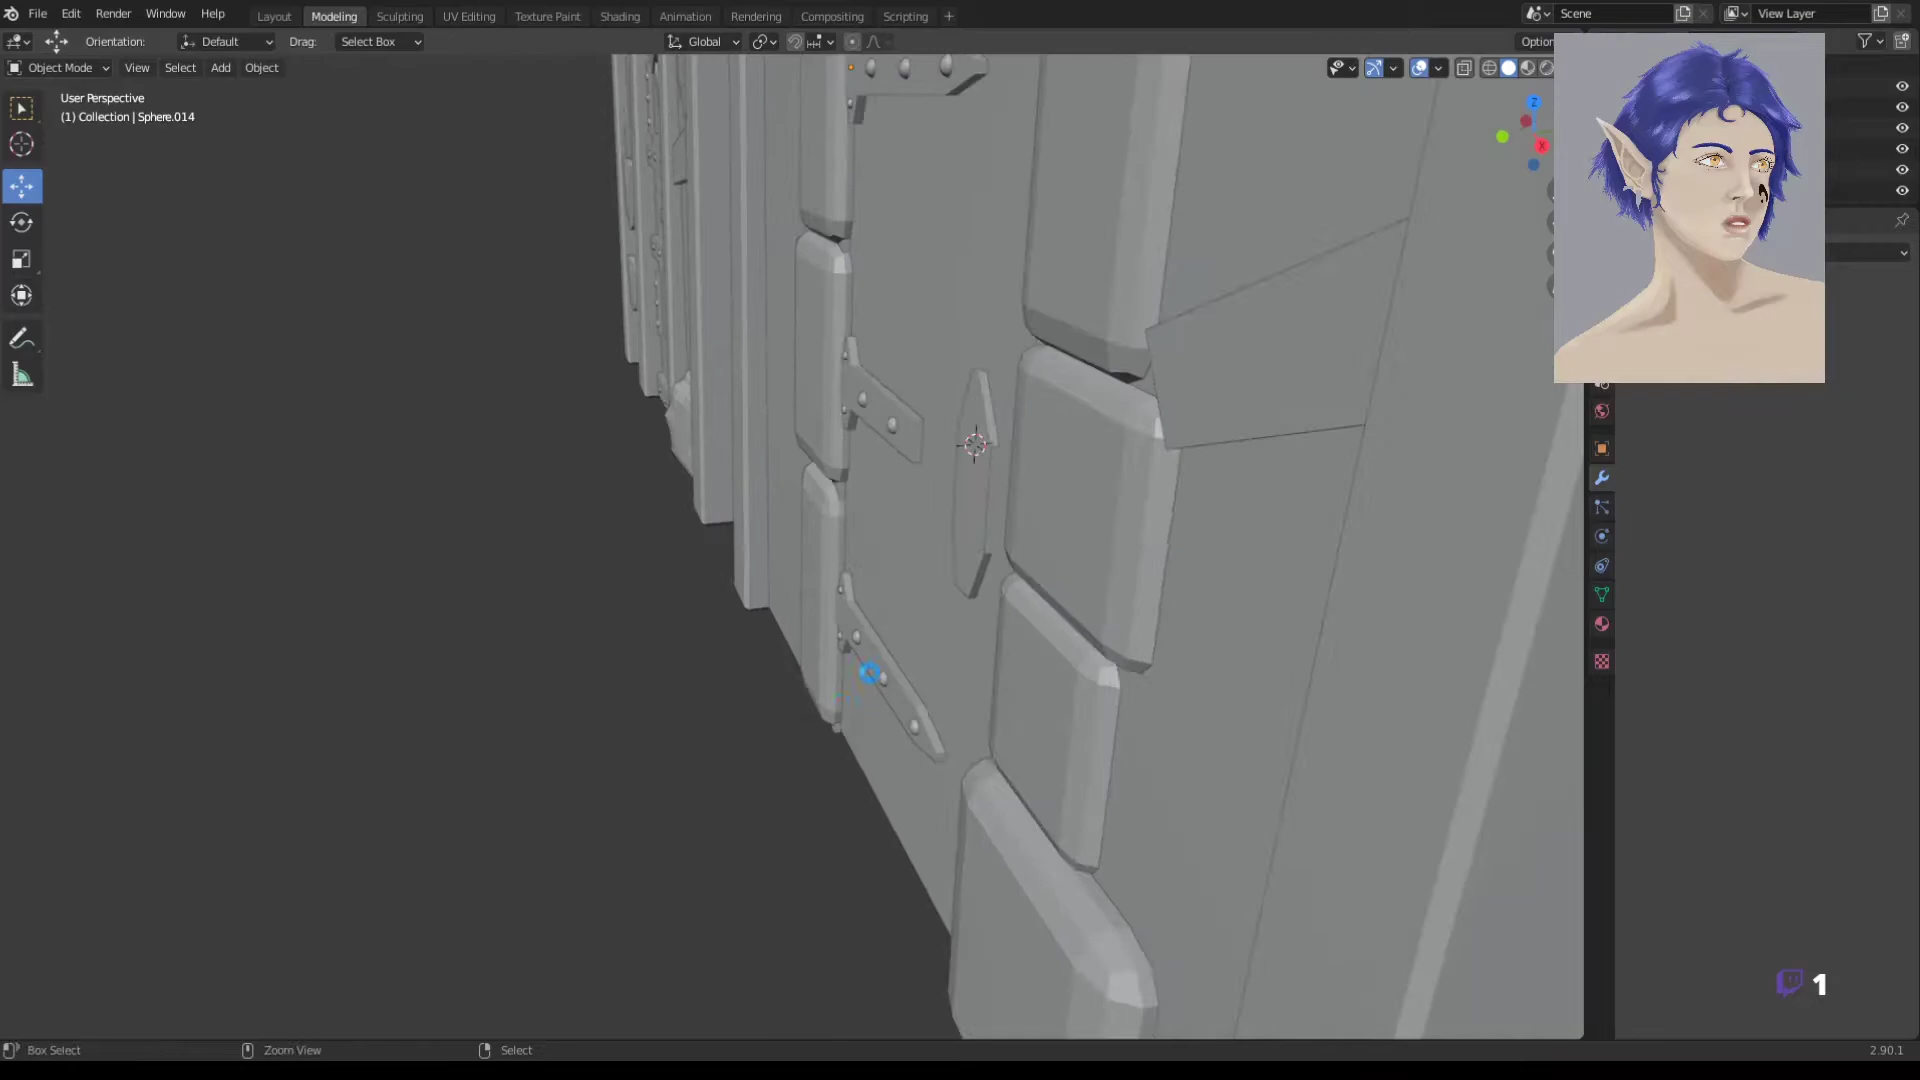 File Edit Render Window Help
Layout Modeling Sculpting UV Editing Texture Paint Shading Animation Rendering Compositing Scripting +
Scene
View Layer
Orientation: Default Drag: Select Box
Global
Option
Object Mode View Select Add Object
User Perspective
(1) Collection | Sphere.014
Z
X
1
Box Select
Zoom View
Select
2.90.1